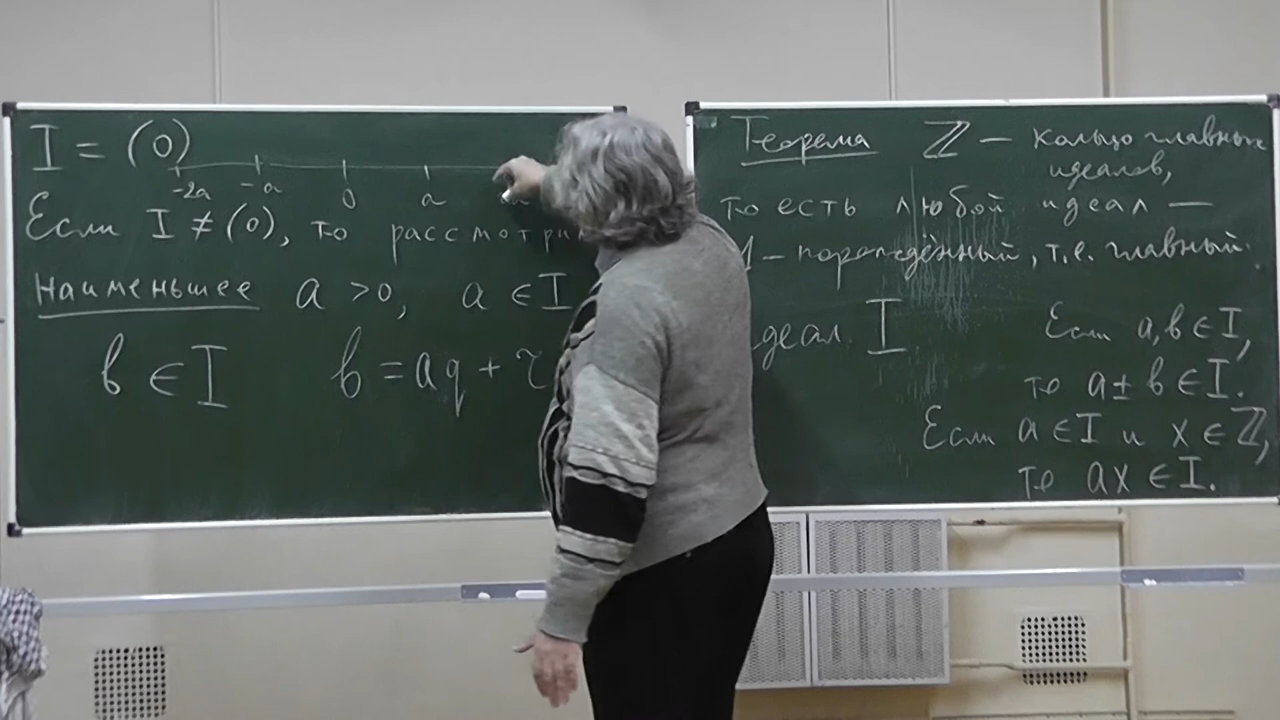 I = (0)
-2a -a 0 a
Если I ≠ (0), то рассмотрим
наименьшее a > 0, a ∈ I
b ∈ I b = aq + r
Теорема ℤ — кольцо главных
идеалов,
то есть любой идеал —
1-порождённый, т.е. главный.
идеал I Если a, b ∈ I,
то a ± b ∈ I.
Если a ∈ I и x ∈ ℤ,
то ax ∈ I.